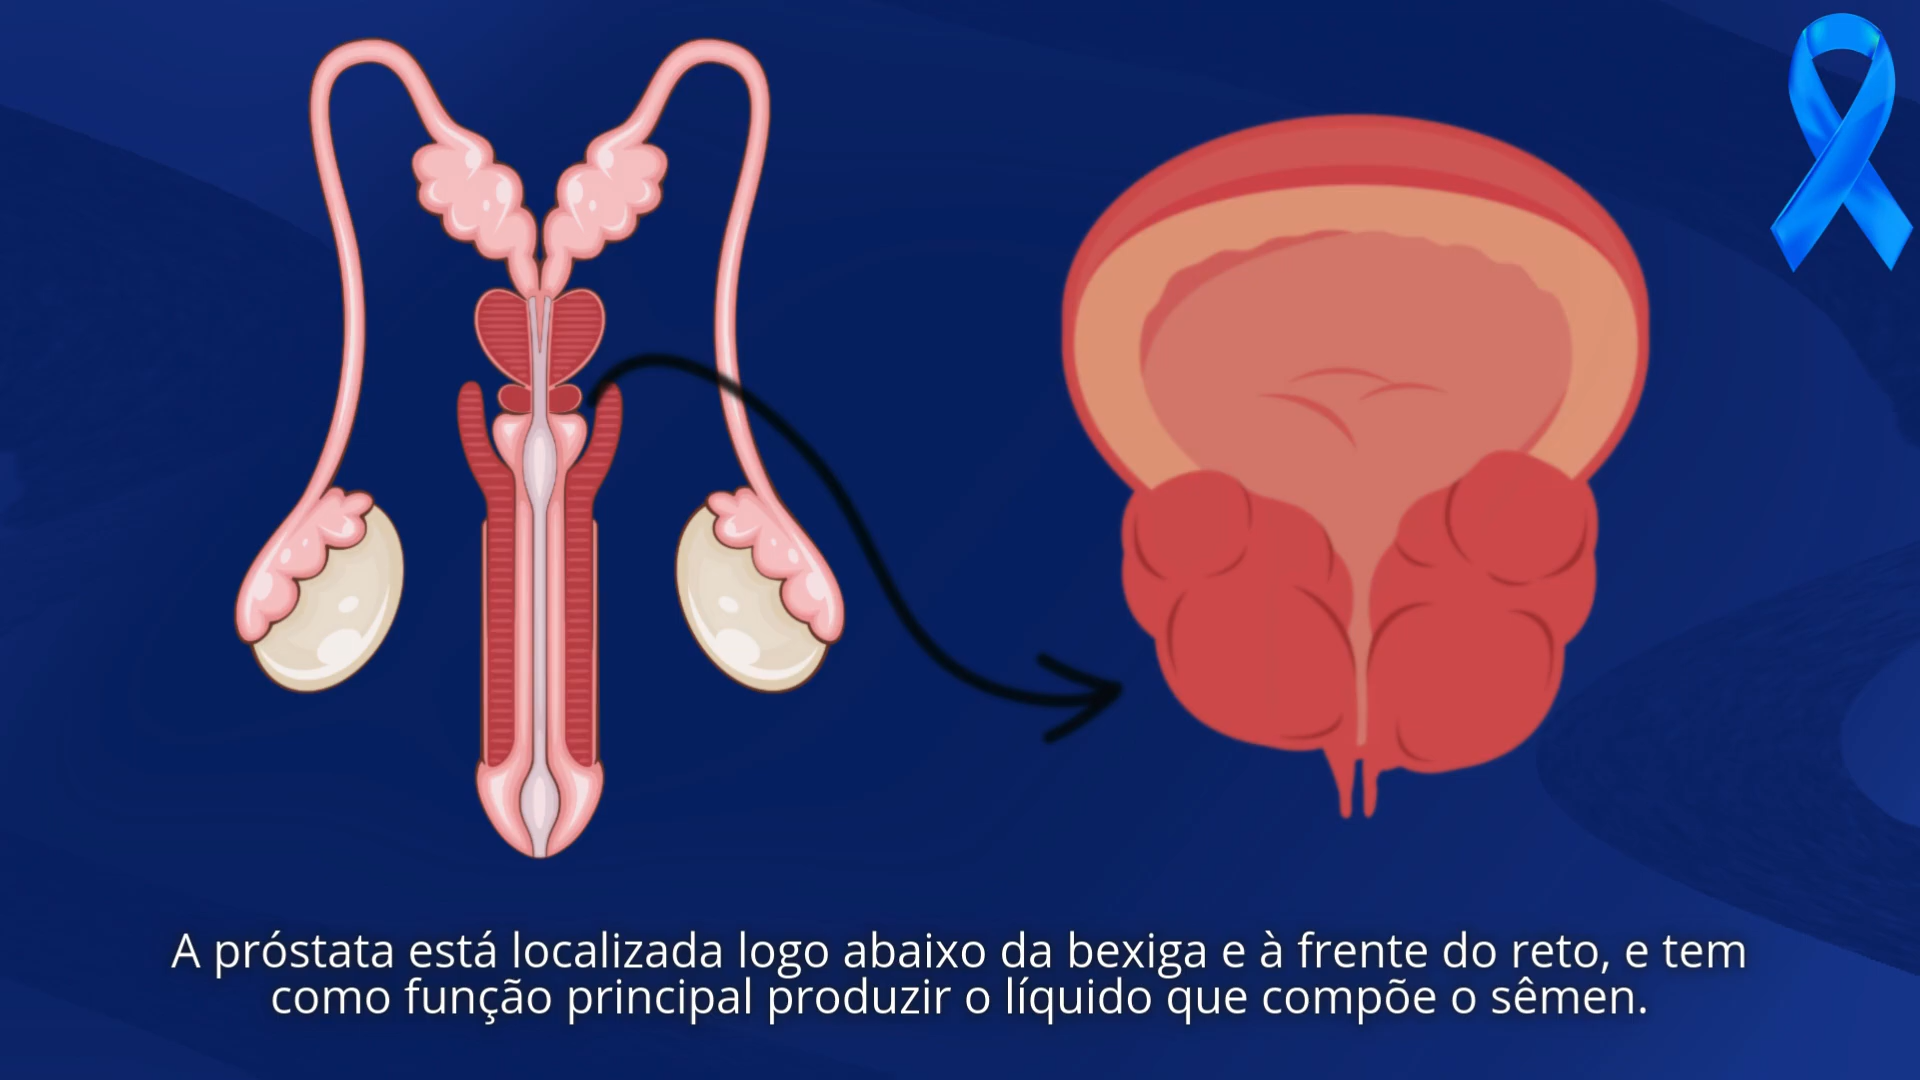 A próstata está localizada logo abaixo da bexiga e à frente do reto, e tem
como função principal produzir o líquido que compõe o sêmen.